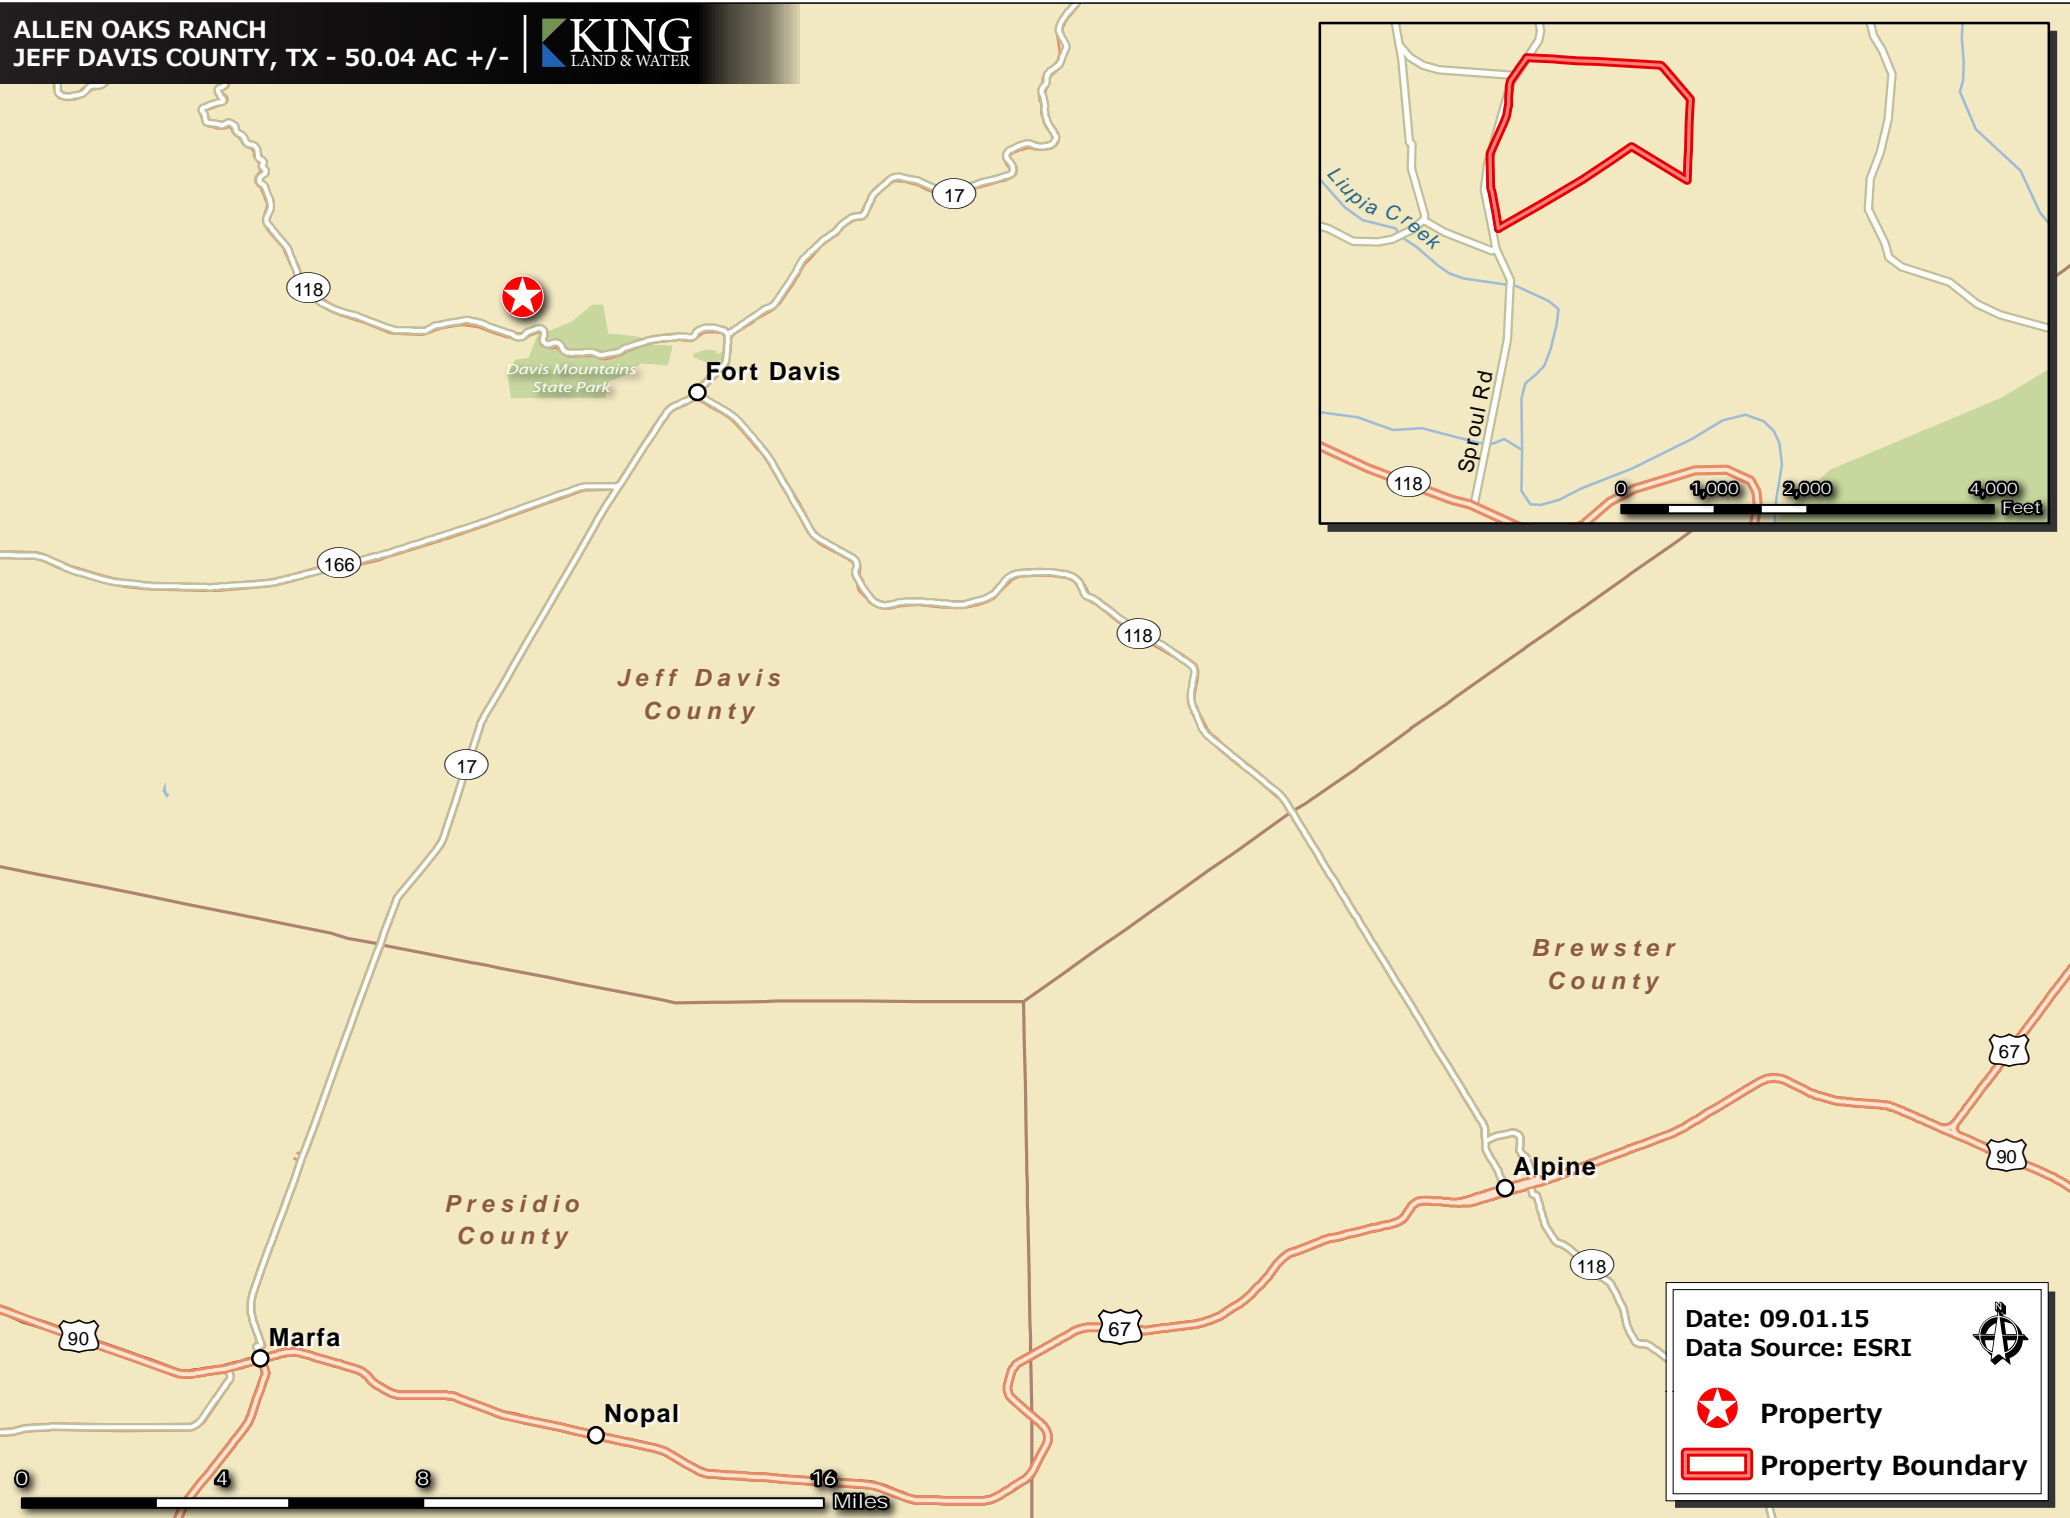 ALLEN OAKS RANCH
JEFF DAVIS COUNTY, TX - 50.04 AC +/-
KING
LAND & WATER
17
118
Davis Mountains
State Park
Fort Davis
166
118
Jeff Davis
County
17
Brewster
County
67
90
Alpine
Presidio
County
118
90
Marfa
67
Nopal
0 4 8 16
Miles
Liupia Creek
Sproul Rd
118
0 1,000 2,000 4,000
Feet
Date: 09.01.15
Data Source: ESRI
N
Property
Property Boundary